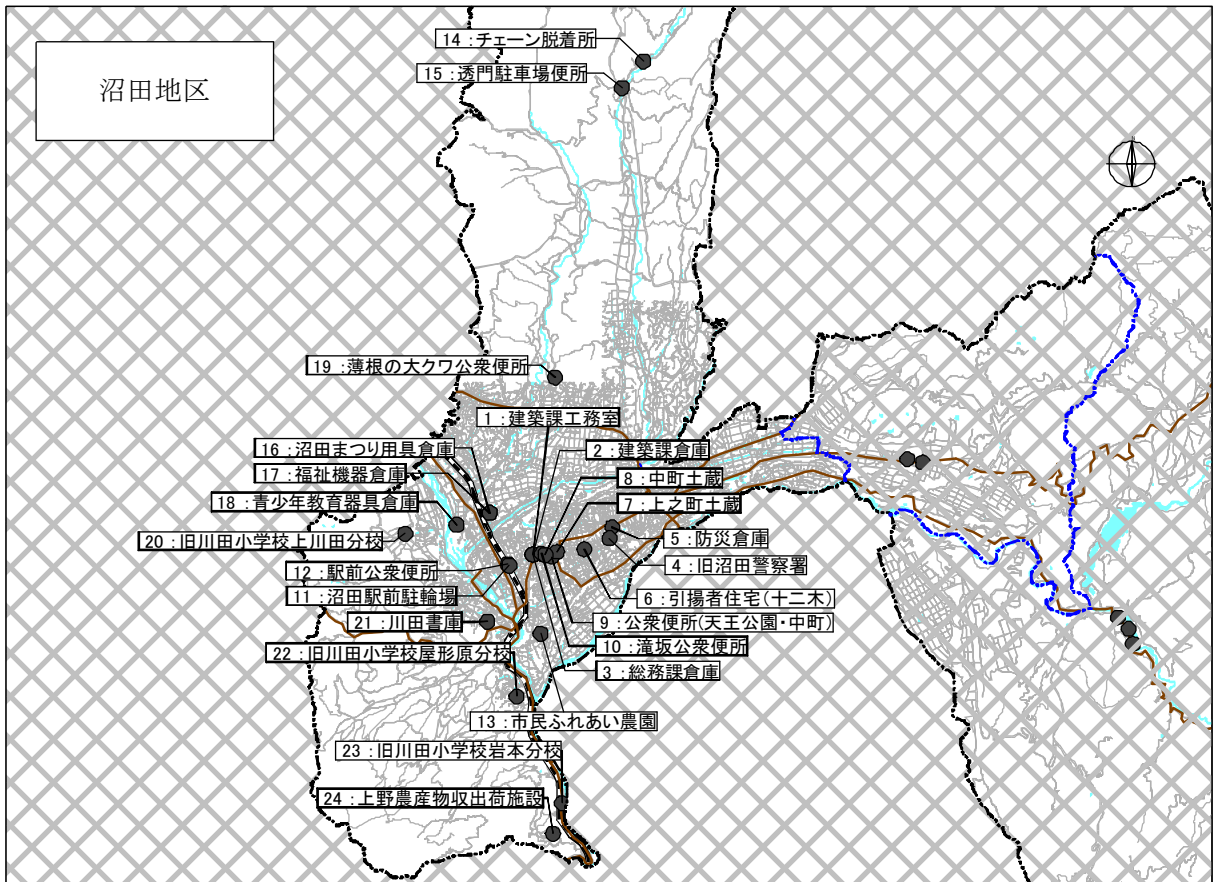 沼田地区
14：チェーン脱着所
15：透門駐車場便所
19：薄根の大クワ公衆便所
1：建築課工務室
16：沼田まつり用具倉庫
2：建築課倉庫
17：福祉機器倉庫
8：中町土蔵
18：青少年教育器具倉庫
7：上之町土蔵
20：旧川田小学校上川田分校
5：防災倉庫
12：駅前公衆便所
4：旧沼田警察署
11：沼田駅前駐輪場
6：引揚者住宅（十二木）
21：川田書庫
9：公衆便所（天王公園・中町）
22：旧川田小学校屋形原分校
10：滝坂公衆便所
3：総務課倉庫
13：市民ふれあい農園
23：旧川田小学校岩本分校
24：上野農産物収出荷施設